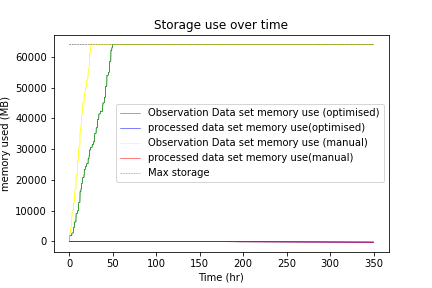 Storage use over time
memory used (MB)
60000
50000
40000
30000
20000
10000
0
Observation Data set memory use (optimised)
processed data set memory use(optimised)
Observation Data set memory use (manual)
processed data set memory use(manual)
Max storage
0 50 100 150 200 250 300 350
Time (hr)